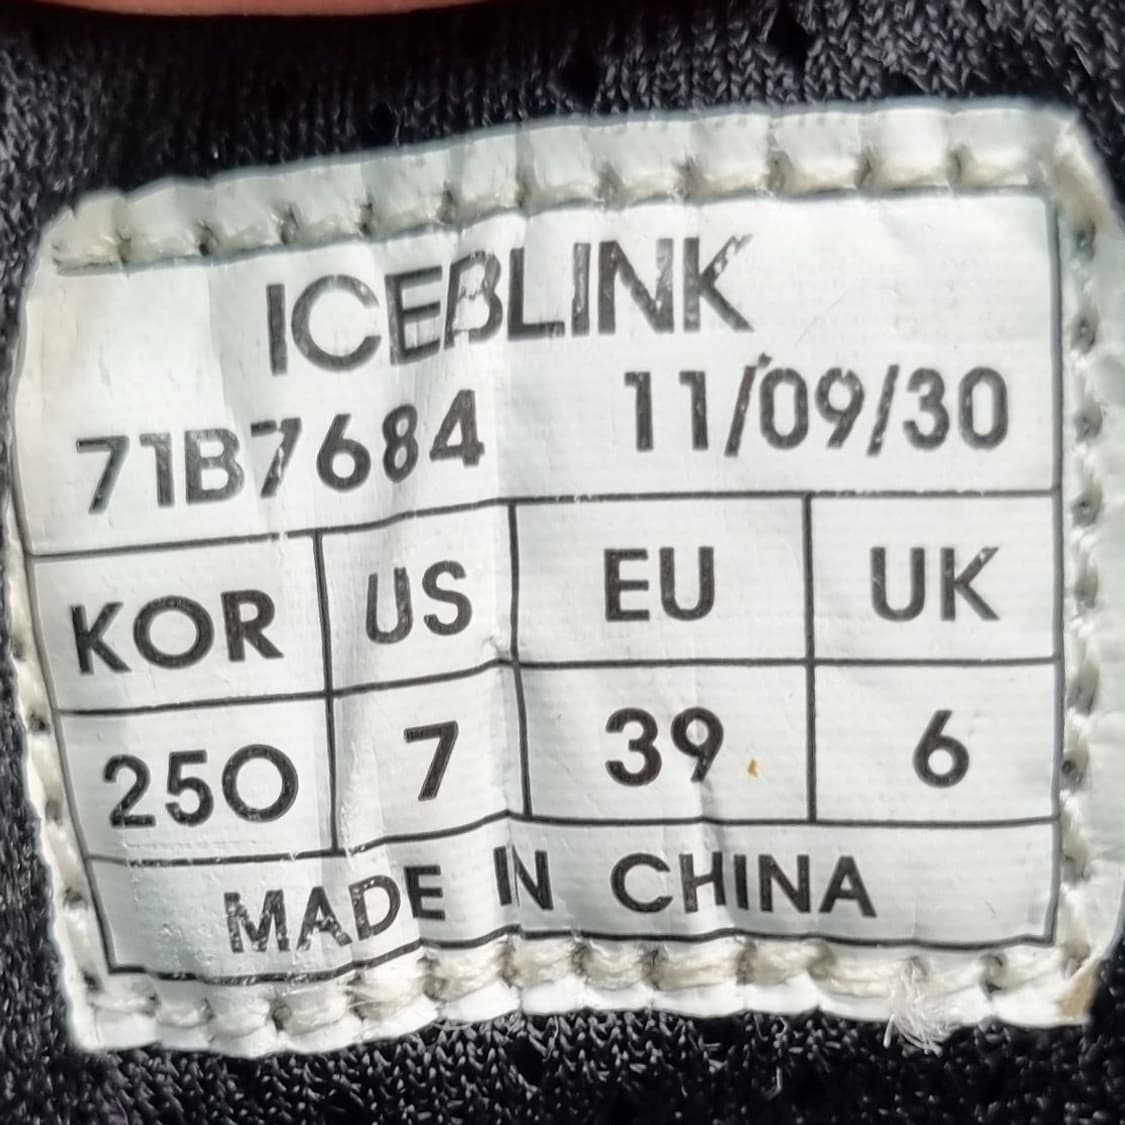 ICEBLINK
71B7684 11/09/30
KOR US EU UK
250 7 39 6
MADE IN CHINA